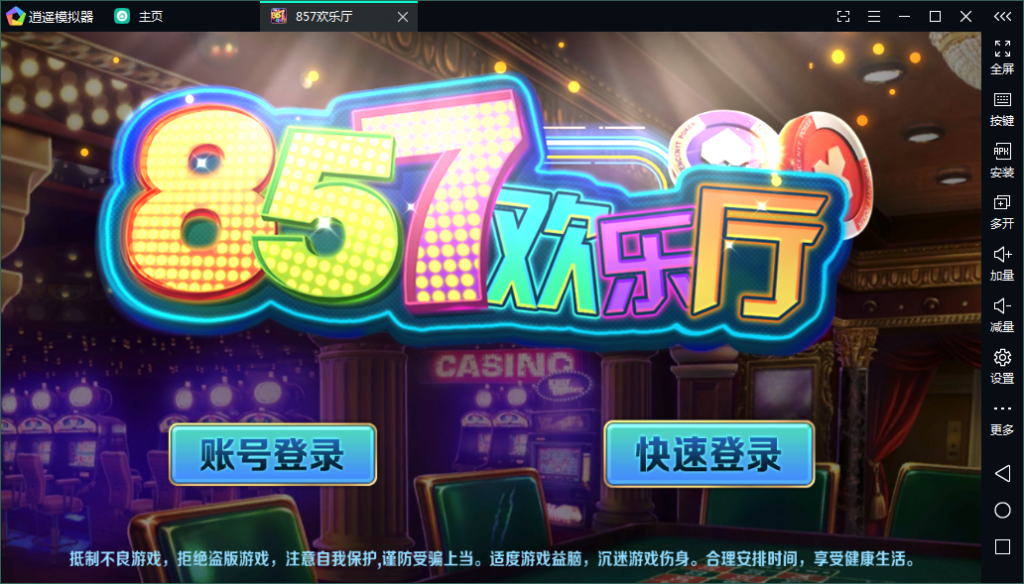 逍遥模拟器
主页
857欢乐厅
全屏
按键
APK
安装
多开
加量
减量
设置
更多
857欢乐厅
CASINO
账号登录
快速登录
抵制不良游戏，拒绝盗版游戏，注意自我保护,谨防受骗上当。适度游戏益脑，沉迷游戏伤身。合理安排时间，享受健康生活。